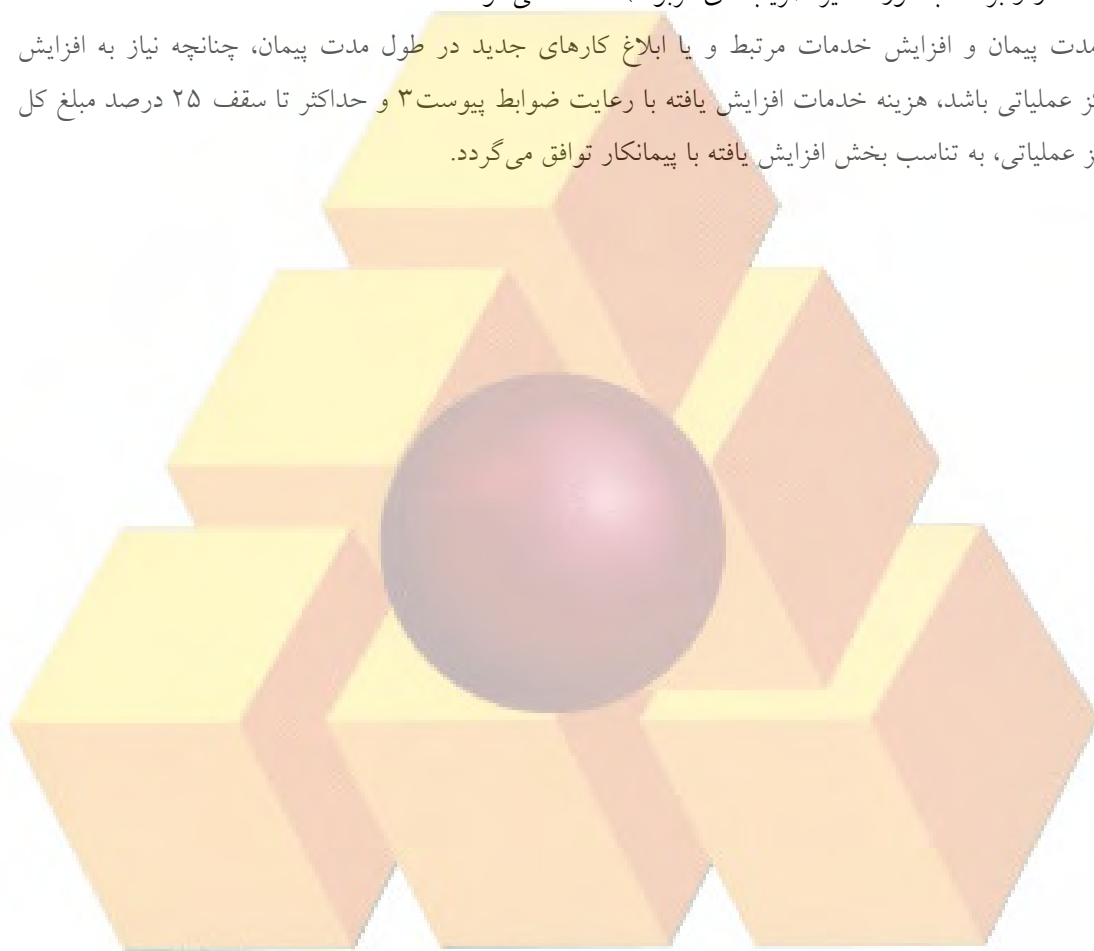 مدت پیمان و افزایش خدمات مرتبط و یا ابلاغ کارهای جدید در طول مدت پیمان، چنانچه نیاز به افزایش
عملیاتی باشد، هزینه خدمات افزایش یافته با رعایت ضوابط پیوست۳ و حداکثر تا سقف ۲۵ درصد مبلغ کل
عملیاتی، به تناسب بخش افزایش یافته با پیمانکار توافق می‌گردد.